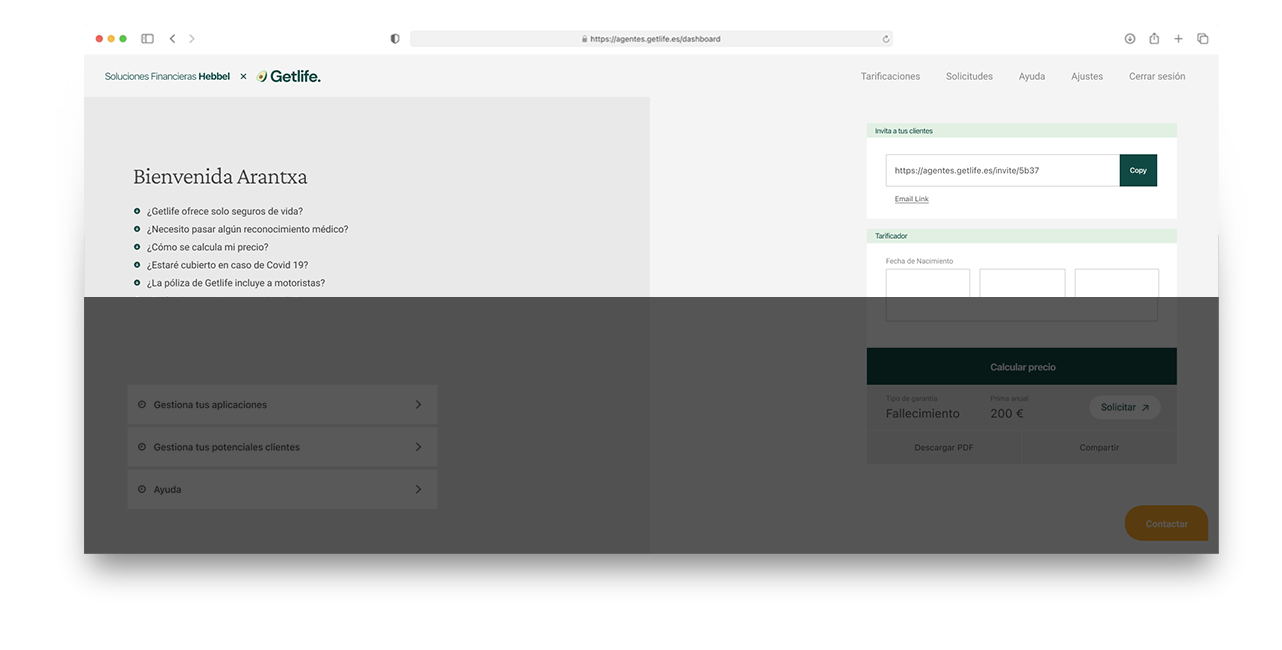 https://agentes.getlife.es/dashboard
Soluciones Financieras Hebbel × Getlife.
Tarificaciones Solicitudes Ayuda Ajustes Cerrar sesión
Bienvenida Arantxa
¿Getlife ofrece solo seguros de vida?
¿Necesito pasar algún reconocimiento médico?
¿Cómo se calcula mi precio?
¿Estaré cubierto en caso de Covid 19?
¿La póliza de Getlife incluye a motoristas?
Gestiona tus aplicaciones
Gestiona tus potenciales clientes
Ayuda
Invita a tus clientes
https://agentes.getlife.es/invite/5b37
Copy
Email Link
Tarificador
Fecha de Nacimiento
Calcular precio
Tipo de garantía Prima anual
Fallecimiento 200 € Solicitar
Descargar PDF Compartir
Contactar